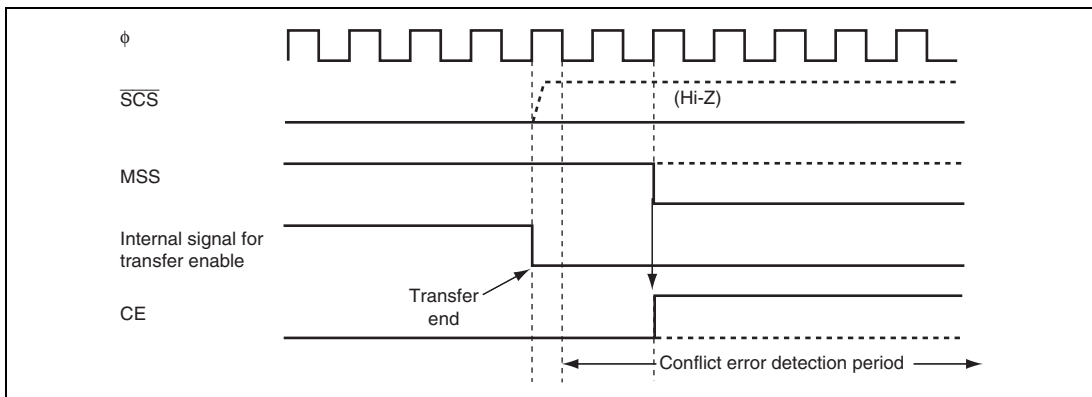 ϕ
SCS
(Hi-Z)
MSS
Internal signal for
transfer enable
Transfer
end
CE
Conflict error detection period